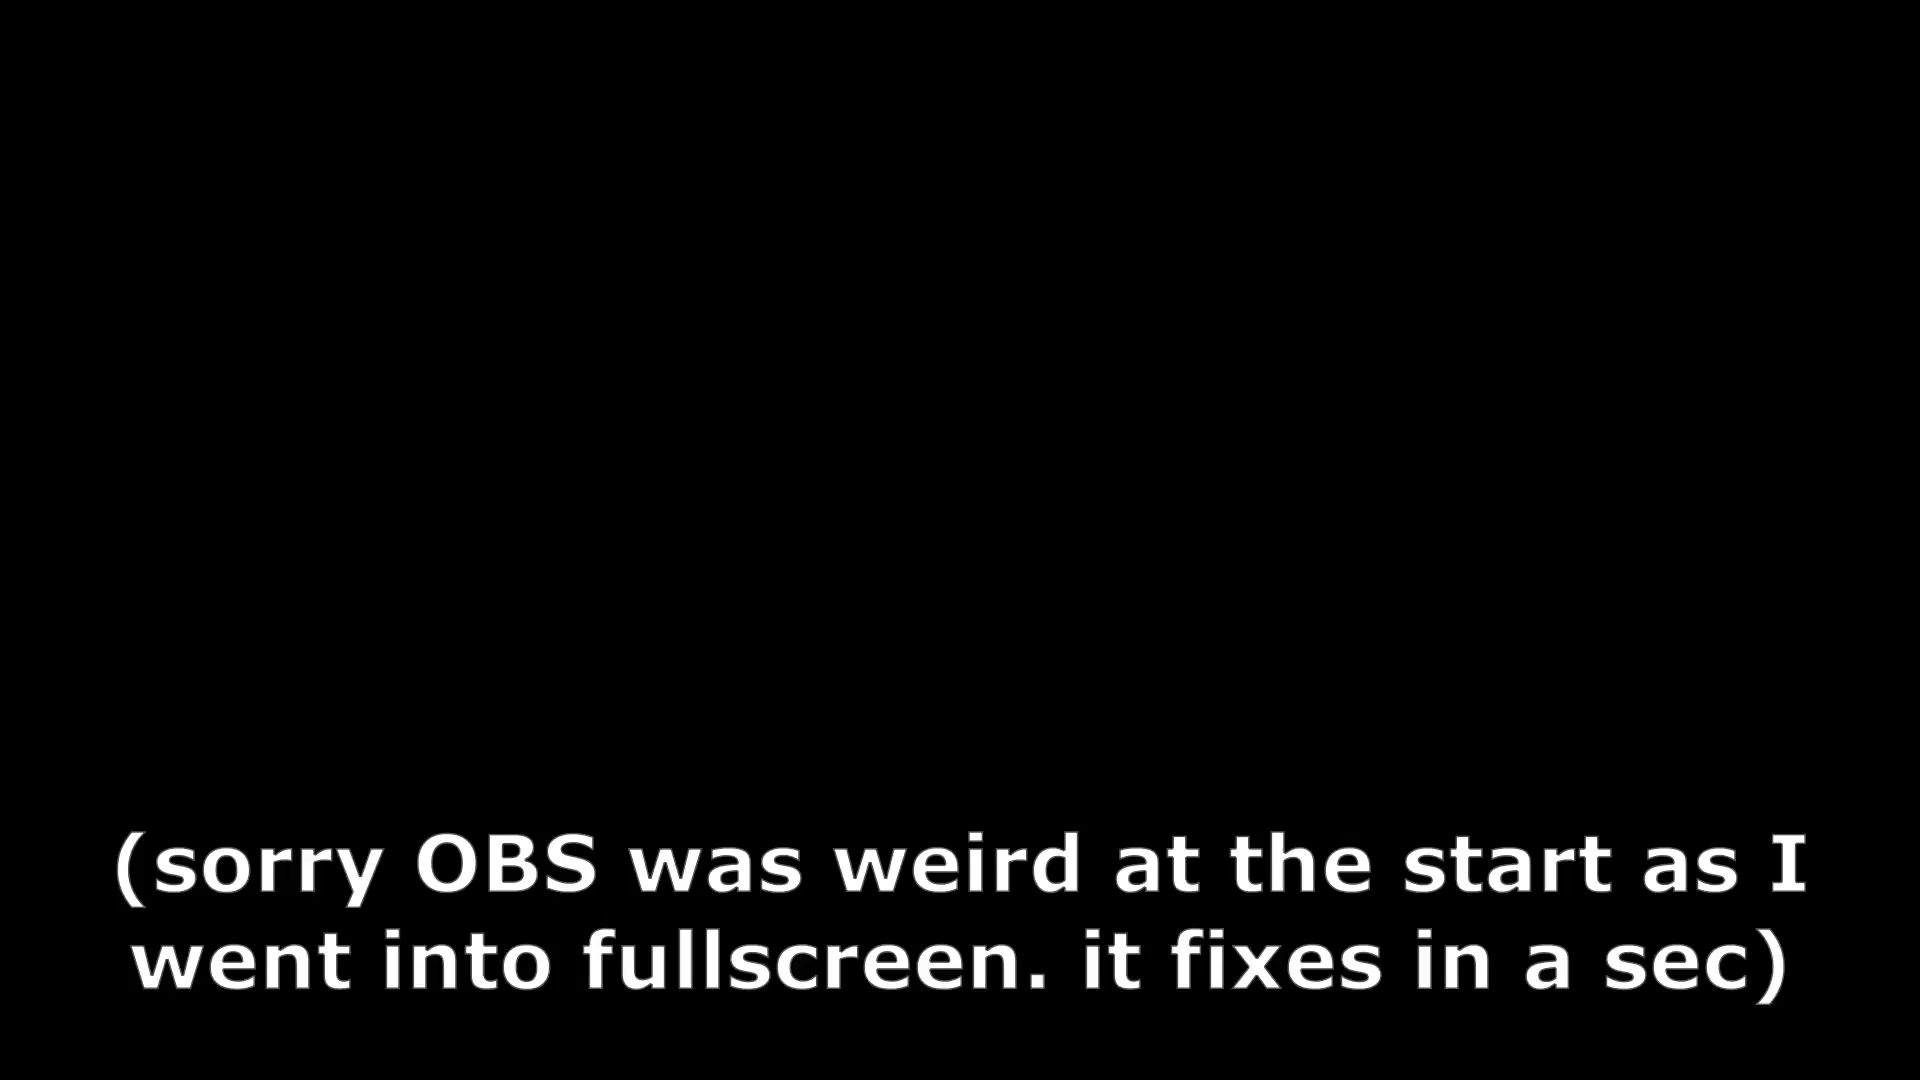 (sorry OBS was weird at the start as I
went into fullscreen. it fixes in a sec)